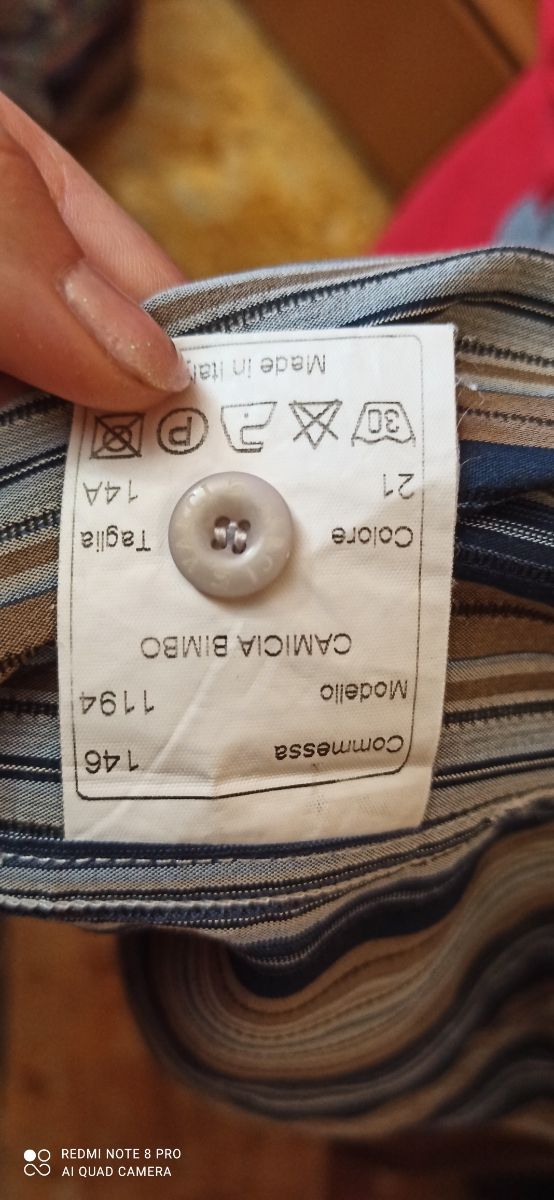 Commessa 146
Modello 1194
CAMICIA BIMBO
Colore Taglia
21 14A
30 P
Made in Italy
REDMI NOTE 8 PRO
AI QUAD CAMERA